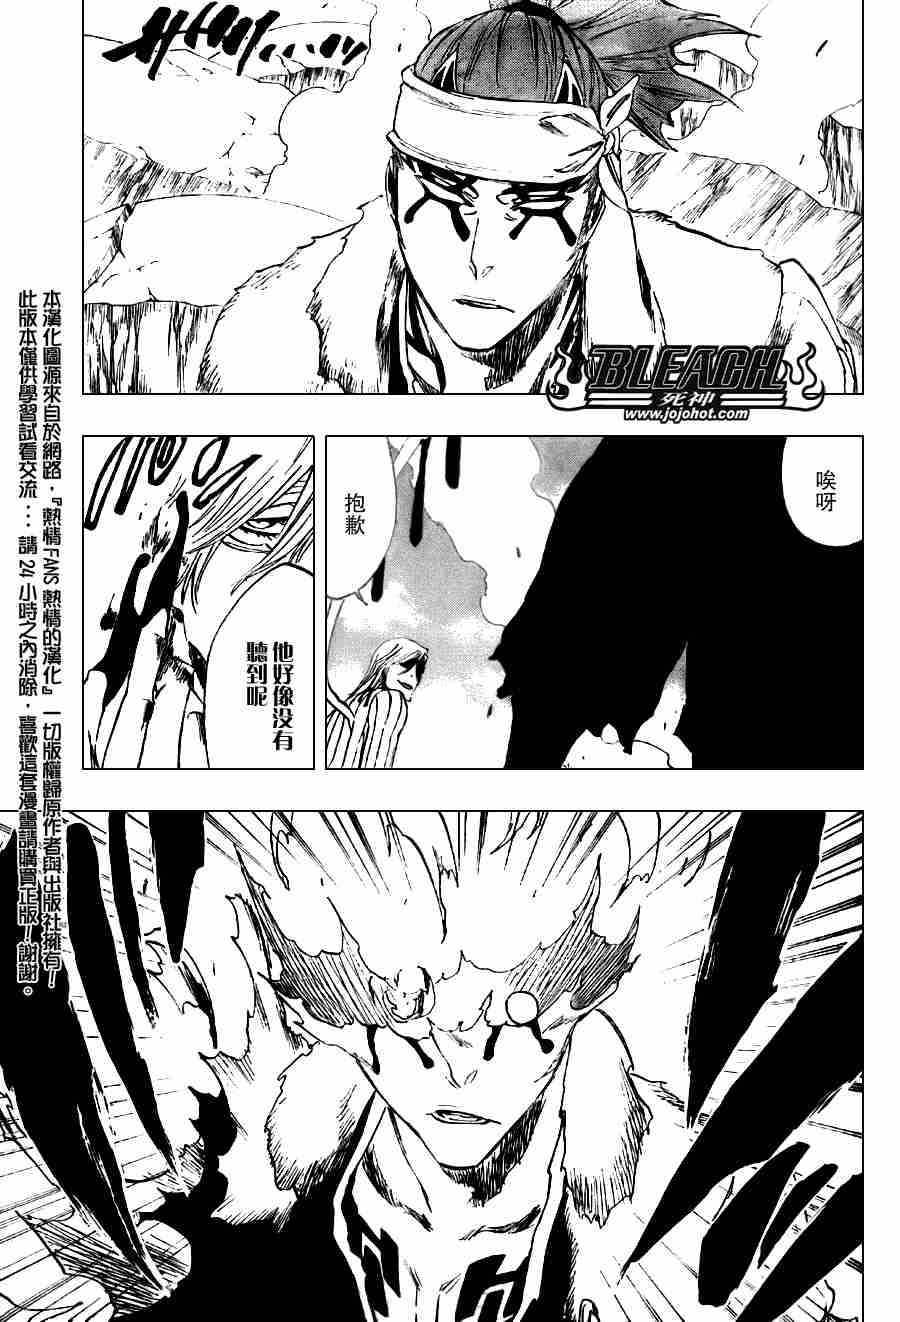 BLEACH
死神
www.jojohot.com
唉呀
抱歉
他好像没有
聽到呢
本漢化圖源來自於網路，『熱情FANS熱情的漢化』一切版權歸原作者與出版社擁有！
此版本僅供學習試看交流…請24小時之內消除，喜歡這套漫畫請購買正版！謝謝。